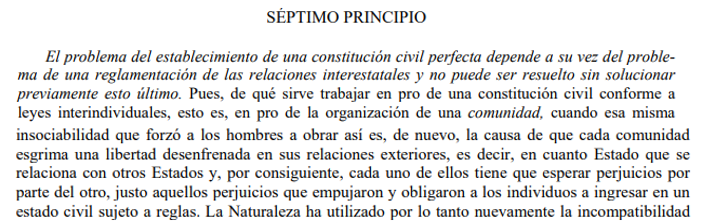 SÉPTIMO PRINCIPIO
El problema del establecimiento de una constitución civil perfecta depende a su vez del proble-
ma de una reglamentación de las relaciones interestatales y no puede ser resuelto sin solucionar
previamente esto último. Pues, de qué sirve trabajar en pro de una constitución civil conforme a
leyes interindividuales, esto es, en pro de la organización de una comunidad, cuando esa misma
insociabilidad que forzó a los hombres a obrar así es, de nuevo, la causa de que cada comunidad
esgrima una libertad desenfrenada en sus relaciones exteriores, es decir, en cuanto Estado que se
relaciona con otros Estados y, por consiguiente, cada uno de ellos tiene que esperar perjuicios por
parte del otro, justo aquellos perjuicios que empujaron y obligaron a los individuos a ingresar en un
estado civil sujeto a reglas. La Naturaleza ha utilizado por lo tanto nuevamente la incompatibilidad